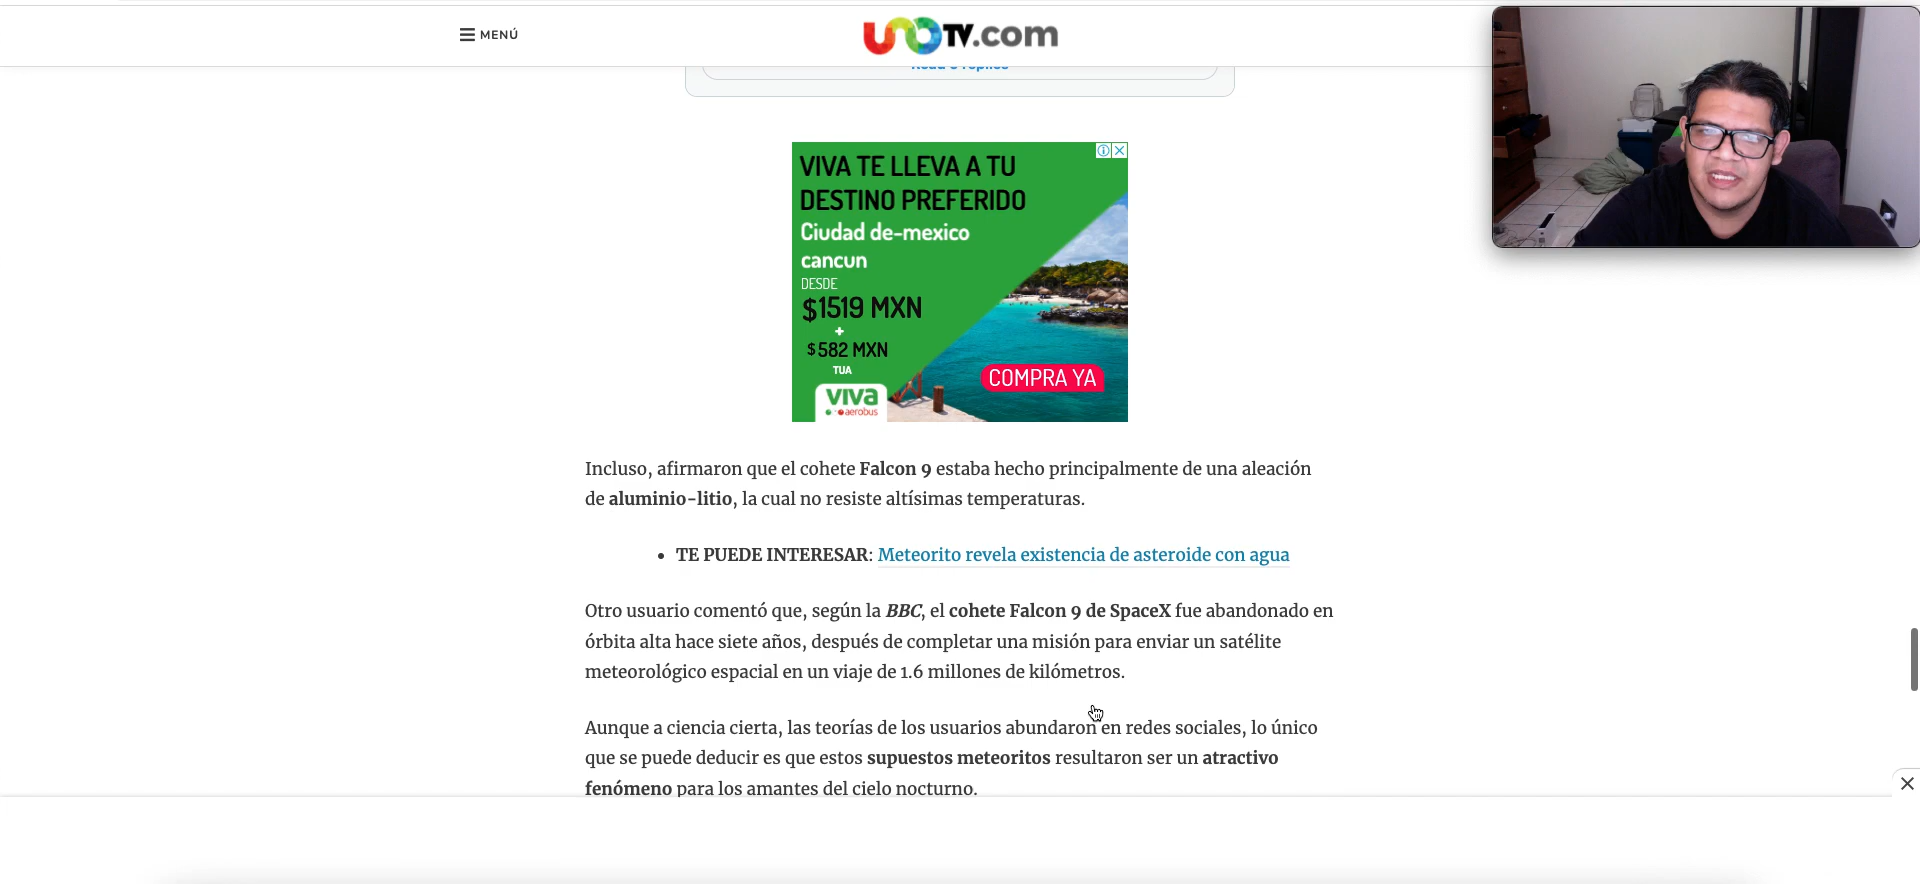 MENÚ
unoTV.com
Read 8 replies
VIVA TE LLEVA A TU
DESTINO PREFERIDO
Ciudad de-mexico
cancun
DESDE
$1519 MXN
+
$582 MXN
TUA
viva
aerobus
COMPRA YA
Incluso, afirmaron que el cohete Falcon 9 estaba hecho principalmente de una aleación
de aluminio-litio, la cual no resiste altísimas temperaturas.
• TE PUEDE INTERESAR: Meteorito revela existencia de asteroide con agua
Otro usuario comentó que, según la BBC, el cohete Falcon 9 de SpaceX fue abandonado en
órbita alta hace siete años, después de completar una misión para enviar un satélite
meteorológico espacial en un viaje de 1.6 millones de kilómetros.
Aunque a ciencia cierta, las teorías de los usuarios abundaron en redes sociales, lo único
que se puede deducir es que estos supuestos meteoritos resultaron ser un atractivo
fenómeno para los amantes del cielo nocturno.